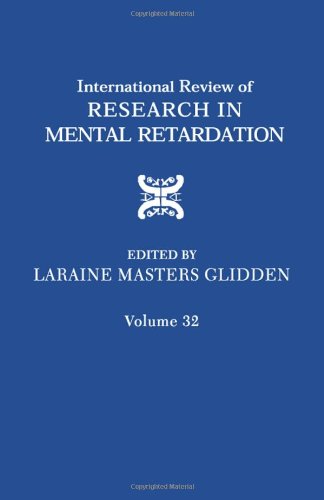 International Review of
RESEARCH IN
MENTAL RETARDATION
EDITED BY
LARAINE MASTERS GLIDDEN
Volume 32